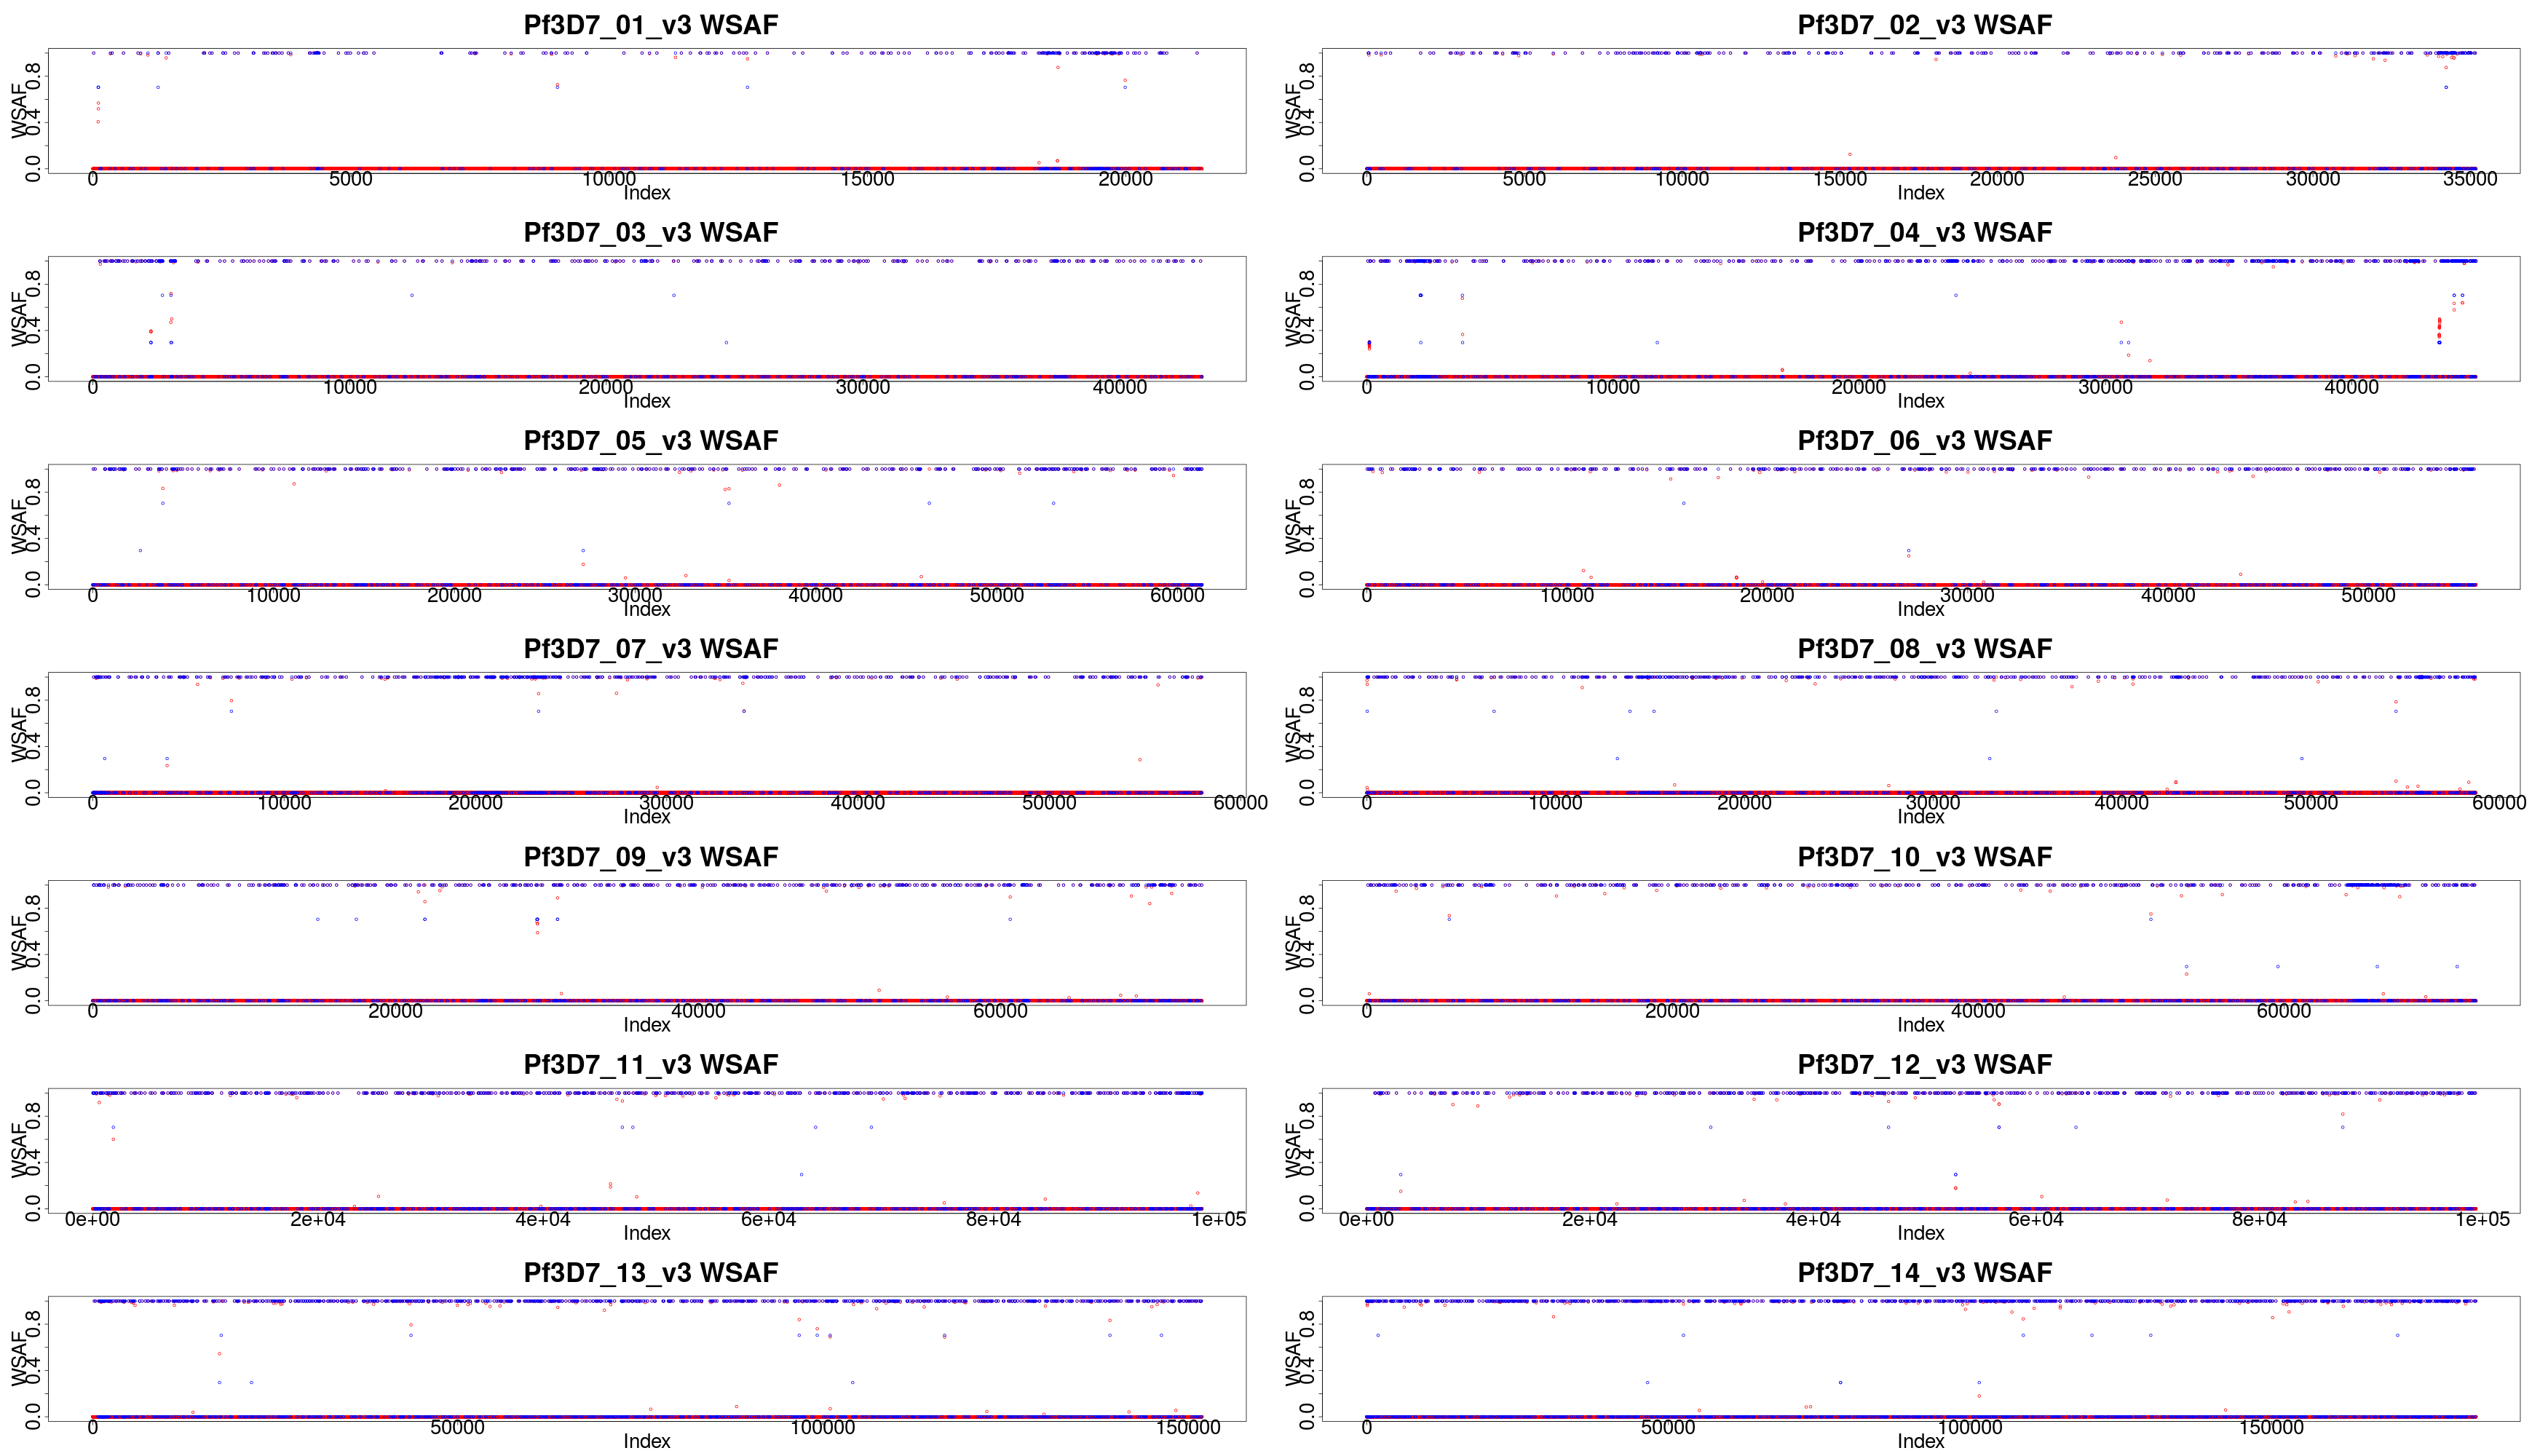 Pf3D7_01_v3 WSAF
WSAF
0.0 0.4 0.8
0 5000 10000 15000 20000
Index
Pf3D7_02_v3 WSAF
WSAF
0.0 0.4 0.8
0 5000 10000 15000 20000 25000 30000 35000
Index
Pf3D7_03_v3 WSAF
WSAF
0.0 0.4 0.8
0 10000 20000 30000 40000
Index
Pf3D7_04_v3 WSAF
WSAF
0.0 0.4 0.8
0 10000 20000 30000 40000
Index
Pf3D7_05_v3 WSAF
WSAF
0.0 0.4 0.8
0 10000 20000 30000 40000 50000 60000
Index
Pf3D7_06_v3 WSAF
WSAF
0.0 0.4 0.8
0 10000 20000 30000 40000 50000
Index
Pf3D7_07_v3 WSAF
WSAF
0.0 0.4 0.8
0 10000 20000 30000 40000 50000 60000
Index
Pf3D7_08_v3 WSAF
WSAF
0.0 0.4 0.8
0 10000 20000 30000 40000 50000 60000
Index
Pf3D7_09_v3 WSAF
WSAF
0.0 0.4 0.8
0 20000 40000 60000
Index
Pf3D7_10_v3 WSAF
WSAF
0.0 0.4 0.8
0 20000 40000 60000
Index
Pf3D7_11_v3 WSAF
WSAF
0.0 0.4 0.8
0e+00 2e+04 4e+04 6e+04 8e+04 1e+05
Index
Pf3D7_12_v3 WSAF
WSAF
0.0 0.4 0.8
0e+00 2e+04 4e+04 6e+04 8e+04 1e+05
Index
Pf3D7_13_v3 WSAF
WSAF
0.0 0.4 0.8
0 50000 100000 150000
Index
Pf3D7_14_v3 WSAF
WSAF
0.0 0.4 0.8
0 50000 100000 150000
Index